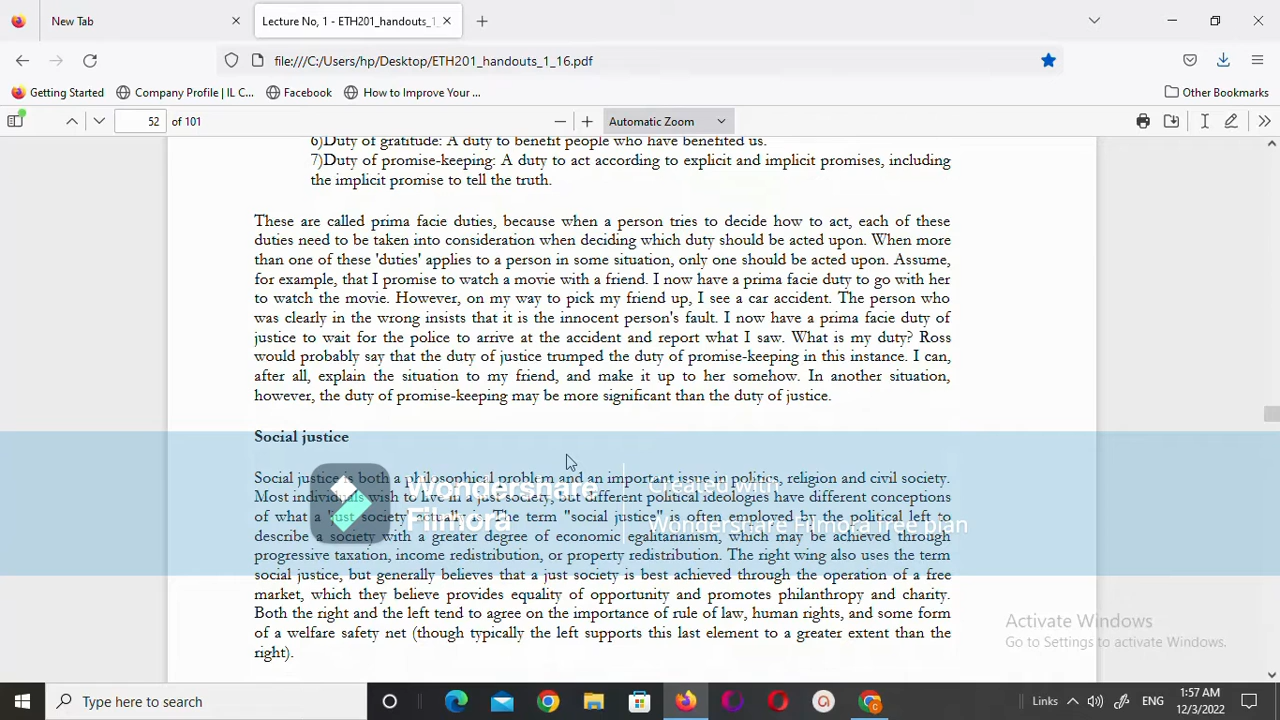 New Tab
Lecture No, 1 - ETH201_handouts_1_
file:///C:/Users/hp/Desktop/ETH201_handouts_1_16.pdf
Getting Started
Company Profile | IL C...
Facebook
How to Improve Your ...
Other Bookmarks
52 of 101
Automatic Zoom
6)Duty of gratitude: A duty to benefit people who have benefited us.
7)Duty of promise-keeping: A duty to act according to explicit and implicit promises, including
the implicit promise to tell the truth.
These are called prima facie duties, because when a person tries to decide how to act, each of these
duties need to be taken into consideration when deciding which duty should be acted upon. When more
than one of these 'duties' applies to a person in some situation, only one should be acted upon. Assume,
for example, that I promise to watch a movie with a friend. I now have a prima facie duty to go with her
to watch the movie. However, on my way to pick my friend up, I see a car accident. The person who
was clearly in the wrong insists that it is the innocent person's fault. I now have a prima facie duty of
justice to wait for the police to arrive at the accident and report what I saw. What is my duty? Ross
would probably say that the duty of justice trumped the duty of promise-keeping in this instance. I can,
after all, explain the situation to my friend, and make it up to her somehow. In another situation,
however, the duty of promise-keeping may be more significant than the duty of justice.
Social justice
Social justice is both a philosophical problem and an important issue in politics, religion and civil society.
Most individuals wish to live in a just society, but different political ideologies have different conceptions
of what a 'just society' actually is. The term "social justice" is often employed by the political left to
describe a society with a greater degree of economic egalitarianism, which may be achieved through
progressive taxation, income redistribution, or property redistribution. The right wing also uses the term
social justice, but generally believes that a just society is best achieved through the operation of a free
market, which they believe provides equality of opportunity and promotes philanthropy and charity.
Both the right and the left tend to agree on the importance of rule of law, human rights, and some form
of a welfare safety net (though typically the left supports this last element to a greater extent than the
right).
Wondershare
Filmora
Created with
Wondershare Filmora free plan
Activate Windows
Go to Settings to activate Windows.
Type here to search
Links
ENG
1:57 AM
12/3/2022